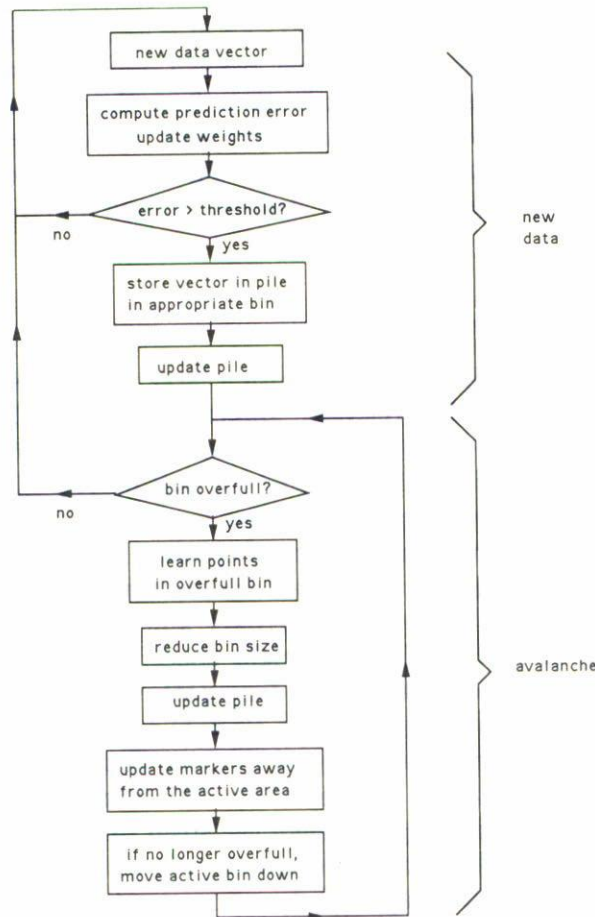 new data vector
compute prediction error
update weights
error > threshold?
no
yes
store vector in pile
in appropriate bin
update pile
new
data
bin overfull?
no
yes
learn points
in overfull bin
reduce bin size
update pile
update markers away
from the active area
if no longer overfull,
move active bin down
avalanche